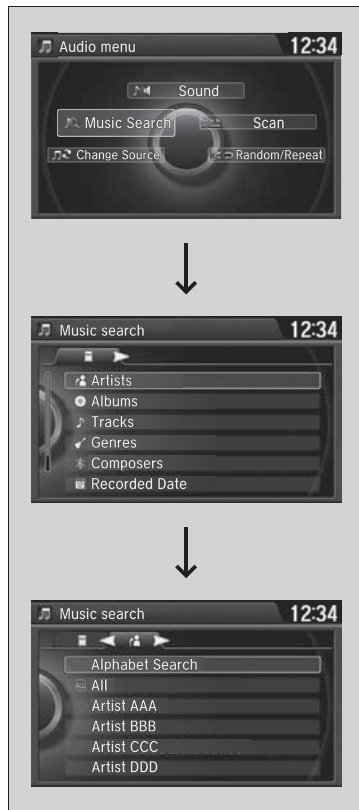 Audio menu 12:34
Sound
Music Search Scan
Change Source Random/Repeat
Music search 12:34
Artists
Albums
Tracks
Genres
Composers
Recorded Date
Music search 12:34
Alphabet Search
All
Artist AAA
Artist BBB
Artist CCC
Artist DDD